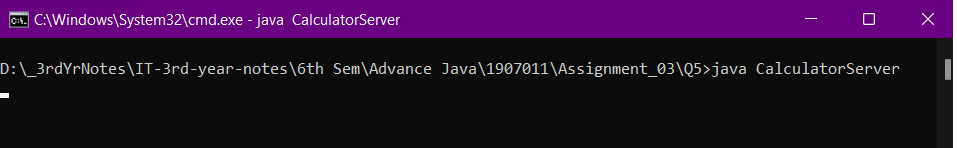 C:\Windows\System32\cmd.exe - java  CalculatorServer
D:\_3rdYrNotes\IT-3rd-year-notes\6th Sem\Advance Java\1907011\Assignment_03\Q5>java CalculatorServer